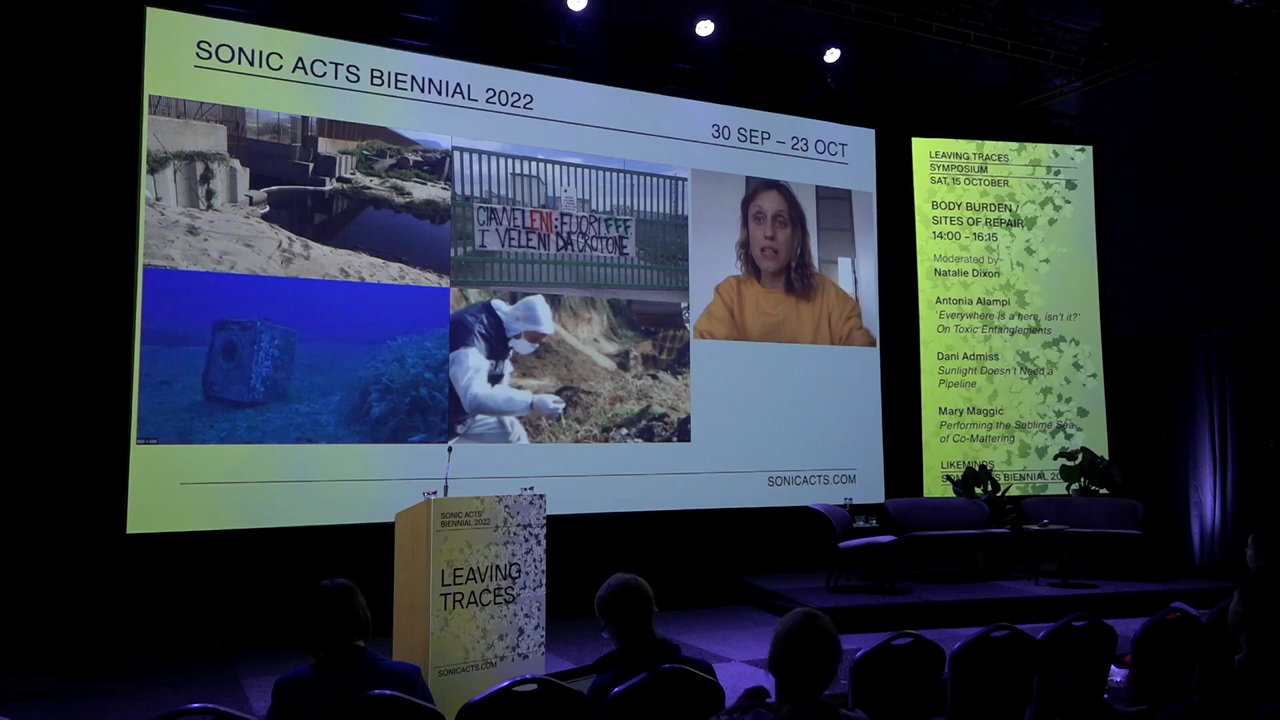 SONIC ACTS BIENNIAL 2022
30 SEP – 23 OCT
CIAVVELENI: FUORI FFF
I VELENI DA CROTONE
SONICACTS.COM
LEAVING TRACES
SYMPOSIUM
SAT, 15 OCTOBER
BODY BURDEN /
SITES OF REPAIR
14:00 – 16:15
Moderated by
Natalie Dixon
Antonia Alampi
'Everywhere is a here, isn't it?'
On Toxic Entanglements
Dani Admiss
Sunlight Doesn't Need a
Pipeline
Mary Maggic
Performing the Sublime Sea
of Co-Mattering
LIKEMINDS
BIENNIAL
SONIC ACTS
BIENNIAL 2022
LEAVING
TRACES
SONICACTS.COM